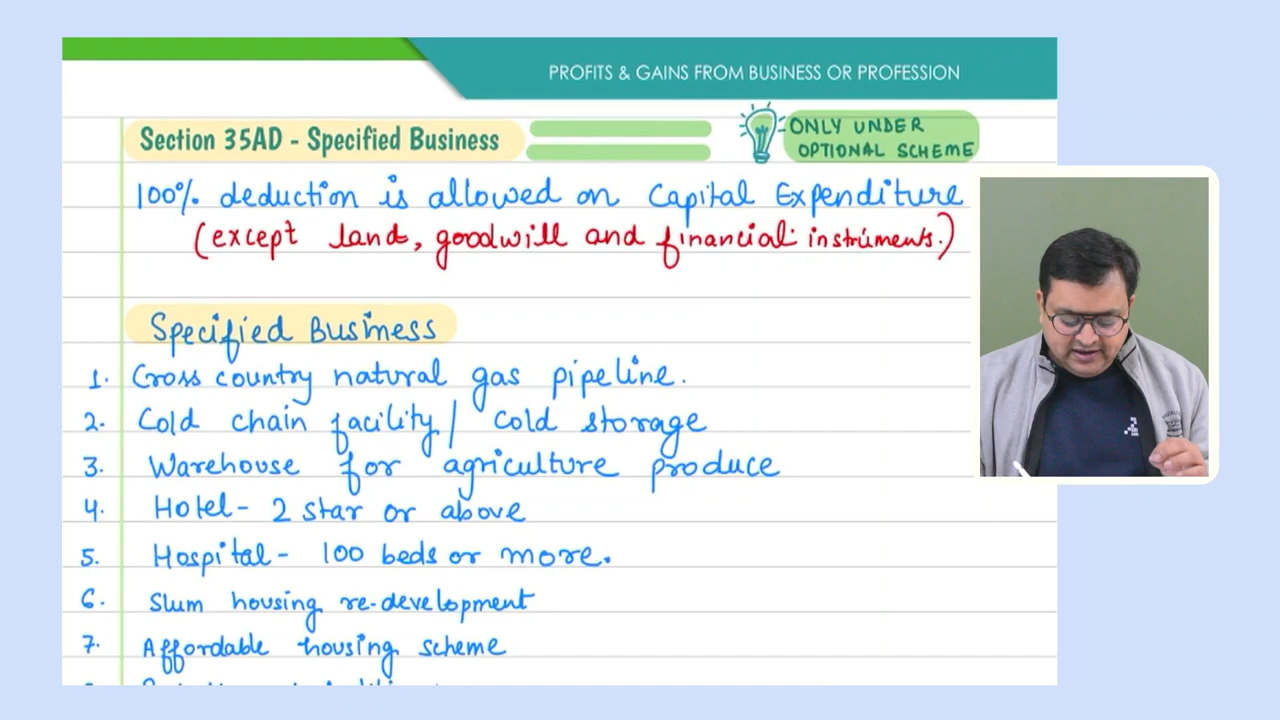 PROFITS & GAINS FROM BUSINESS OR PROFESSION
Section 35AD - Specified Business
ONLY UNDER
OPTIONAL SCHEME
100% deduction is allowed on Capital Expenditure
(except land, goodwill and financial instruments.)
Specified Business
1. Cross country natural gas pipeline.
2. Cold chain facility/ cold storage
3. Warehouse for agriculture produce
4. Hotel- 2 star or above
5. Hospital- 100 beds or more.
6. Slum housing re-development
7. Affordable housing scheme